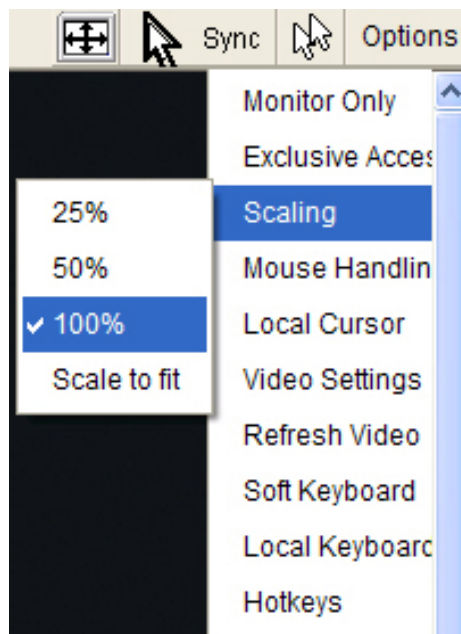 Sync Options
Monitor Only
Exclusive Acces
Scaling
25%
50%
100%
Scale to fit
Mouse Handlin
Local Cursor
Video Settings
Refresh Video
Soft Keyboard
Local Keyboard
Hotkeys